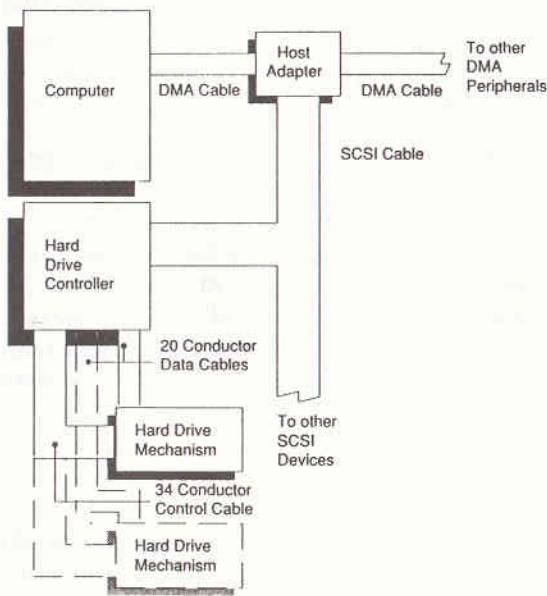 Computer
DMA Cable
Host
Adapter
DMA Cable
To other
DMA
Peripherals
SCSI Cable
Hard
Drive
Controller
20 Conductor
Data Cables
To other
SCSI
Devices
Hard Drive
Mechanism
34 Conductor
Control Cable
Hard Drive
Mechanism